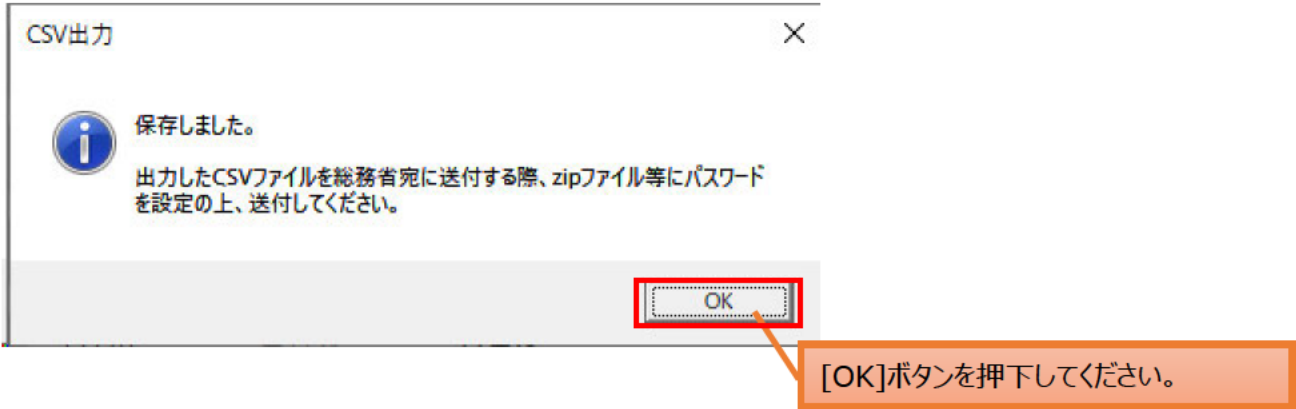 CSV出力
保存しました。
出力したCSVファイルを総務省宛に送付する際、zipファイル等にパスワード
を設定の上、送付してください。
OK
[OK]ボタンを押下してください。